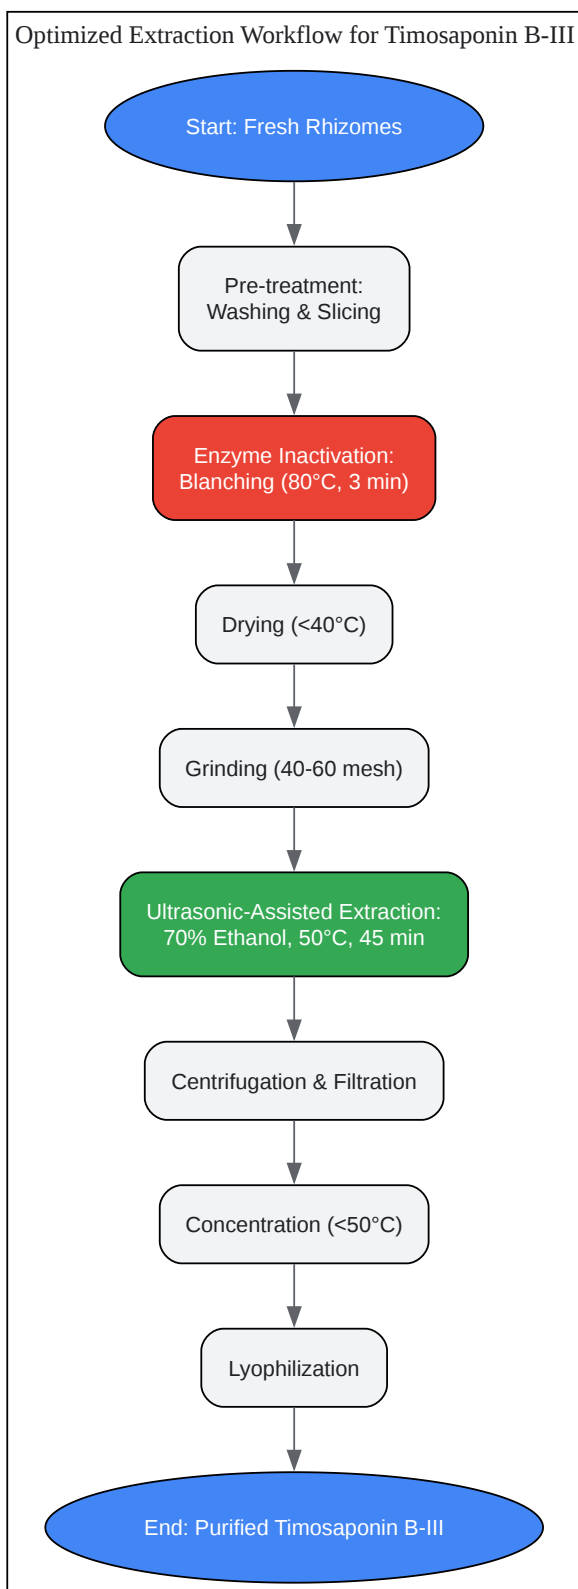 Optimized Extraction Workflow for Timosaponin B-III
Start: Fresh Rhizomes
Pre-treatment:
Washing & Slicing
Enzyme Inactivation:
Blanching (80°C, 3 min)
Drying (<40°C)
Grinding (40-60 mesh)
Ultrasonic-Assisted Extraction:
70% Ethanol, 50°C, 45 min
Centrifugation & Filtration
Concentration (<50°C)
Lyophilization
End: Purified Timosaponin B-III